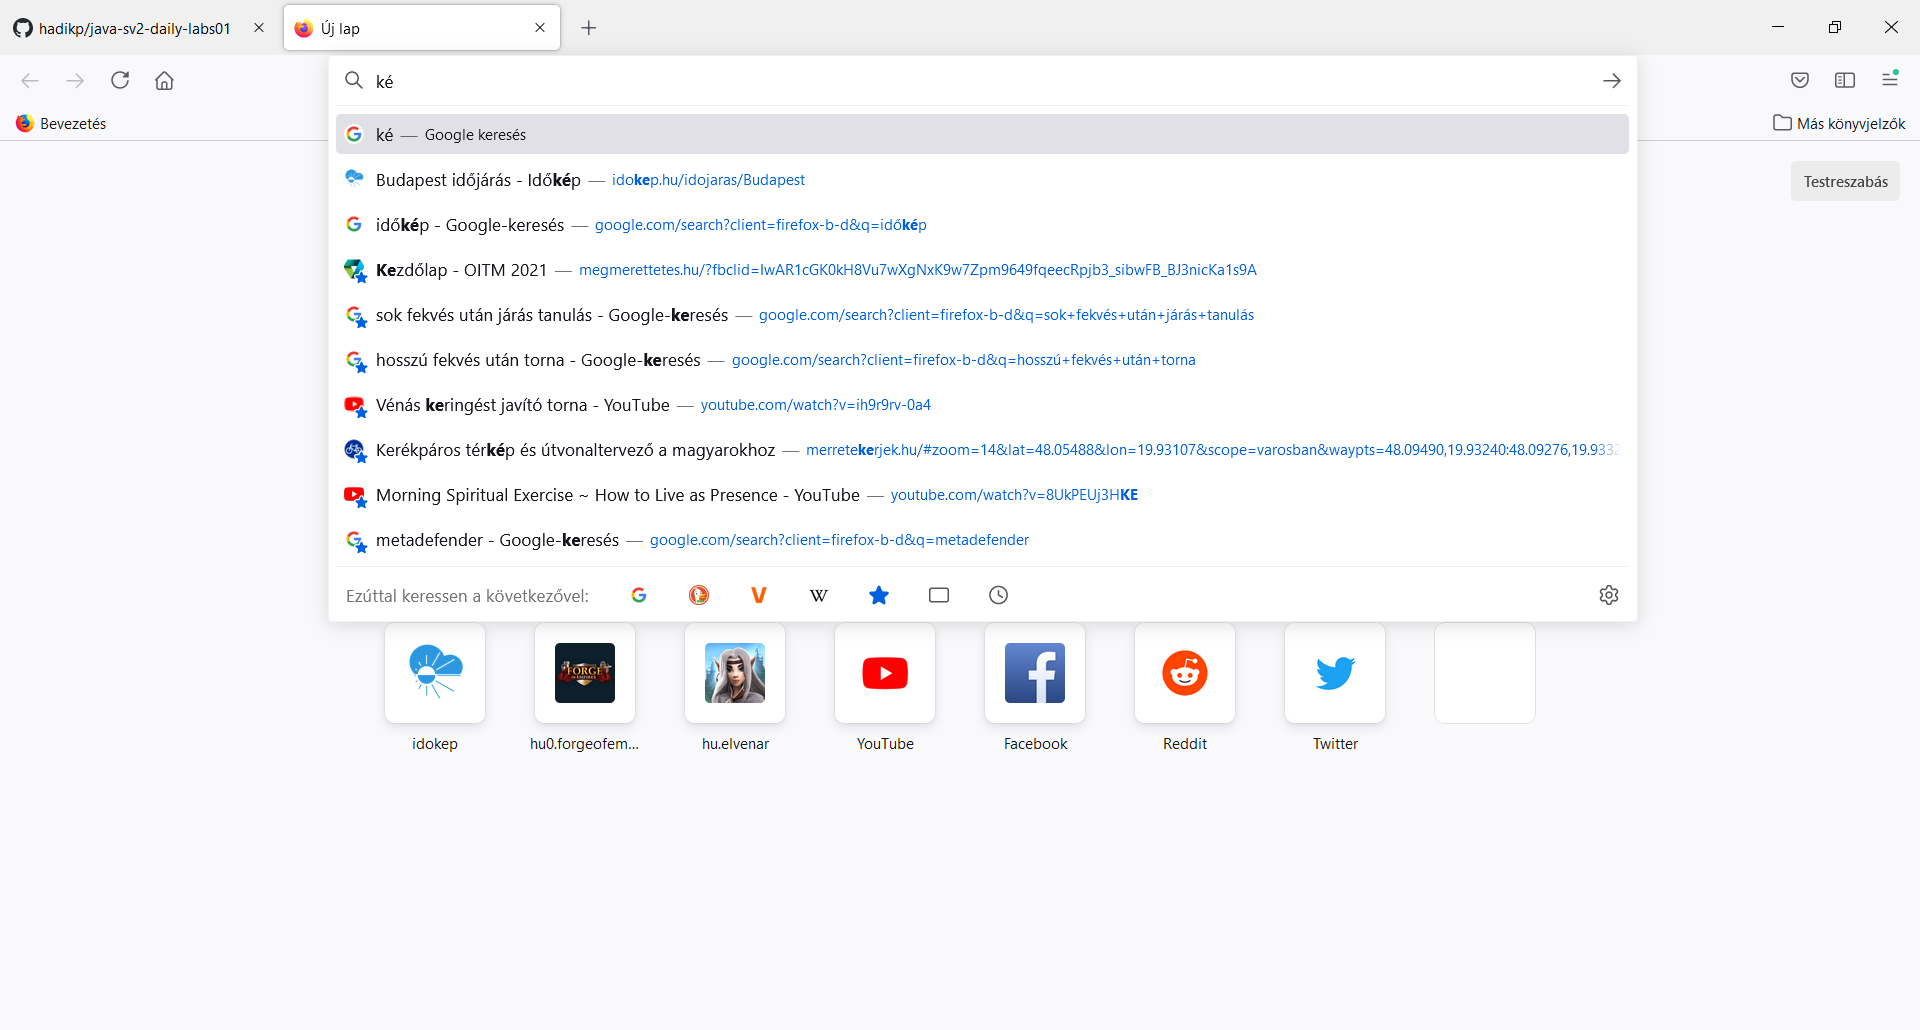 hadikp/java-sv2-daily-labs01
Új lap
ké
Bevezetés
Más könyvjelzők
ké — Google keresés
Budapest időjárás - Időkép — idokep.hu/idojaras/Budapest
időkép - Google-keresés — google.com/search?client=firefox-b-d&q=időkép
Kezdőlap - OITM 2021 — megmerettetes.hu/?fbclid=IwAR1cGK0kH8Vu7wXgNxK9w7Zpm9649fqeecRpjb3_sibwFB_BJ3nicKa1s9A
sok fekvés után járás tanulás - Google-keresés — google.com/search?client=firefox-b-d&q=sok+fekvés+után+járás+tanulás
hosszú fekvés után torna - Google-keresés — google.com/search?client=firefox-b-d&q=hosszú+fekvés+után+torna
Vénás keringést javító torna - YouTube — youtube.com/watch?v=ih9r9rv-0a4
Kerékpáros térkép és útvonaltervező a magyarokhoz — merretekerjek.hu/#zoom=14&lat=48.05488&lon=19.93107&scope=varosban&waypts=48.09490,19.93240:48.09276,19.9332
Morning Spiritual Exercise ~ How to Live as Presence - YouTube — youtube.com/watch?v=8UkPEUj3HKE
metadefender - Google-keresés — google.com/search?client=firefox-b-d&q=metadefender
Ezúttal keressen a következővel:
Testreszabás
FORGE
OF EMPIRES
idokep
hu0.forgeofem...
hu.elvenar
YouTube
Facebook
Reddit
Twitter